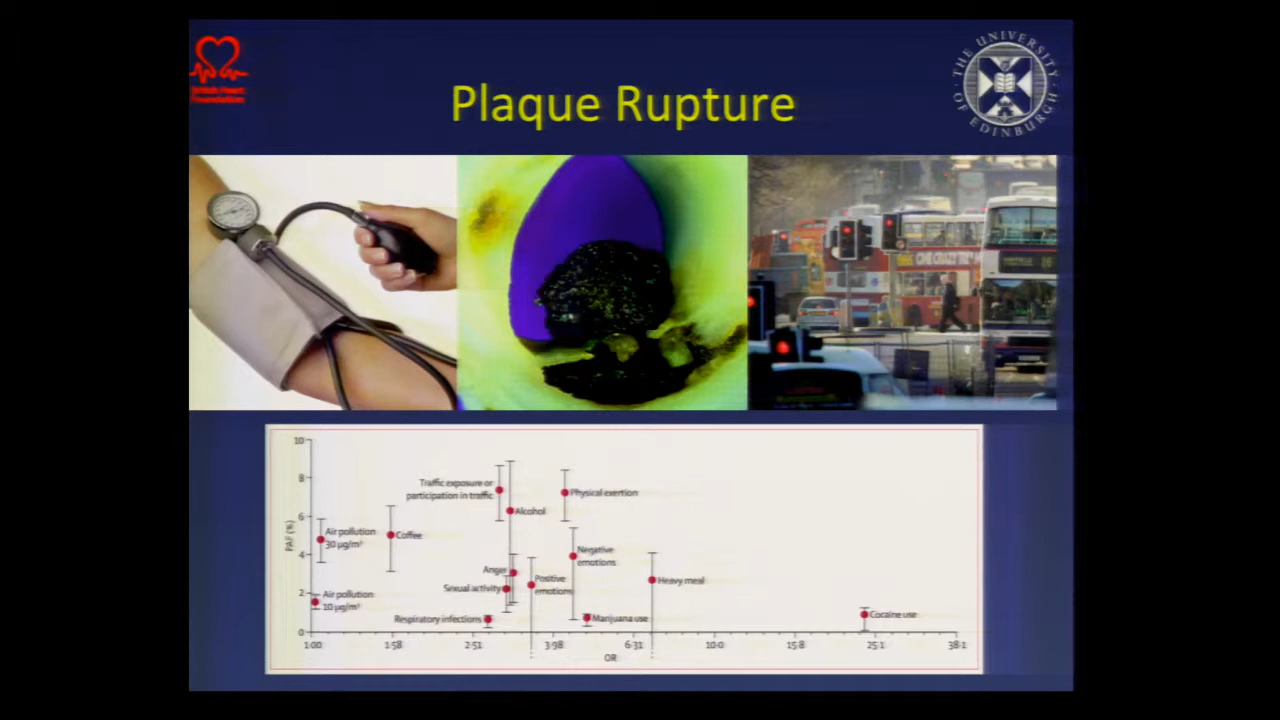 British Heart
Foundation
THE UNIVERSITY
OF EDINBURGH
Plaque Rupture
10
8
6
4
2
0
PAF (%)
Traffic exposure or
participation in traffic
Physical exertion
Alcohol
Air pollution
30 µg/m³
Coffee
Negative
emotions
Anger
Positive
emotions
Sexual activity
Heavy meal
Air pollution
10 µg/m³
Respiratory infections
Marijuana use
Cocaine use
1·00
1·58
2·51
3·98
6·31
10·0
15·8
25·1
38·1
OR